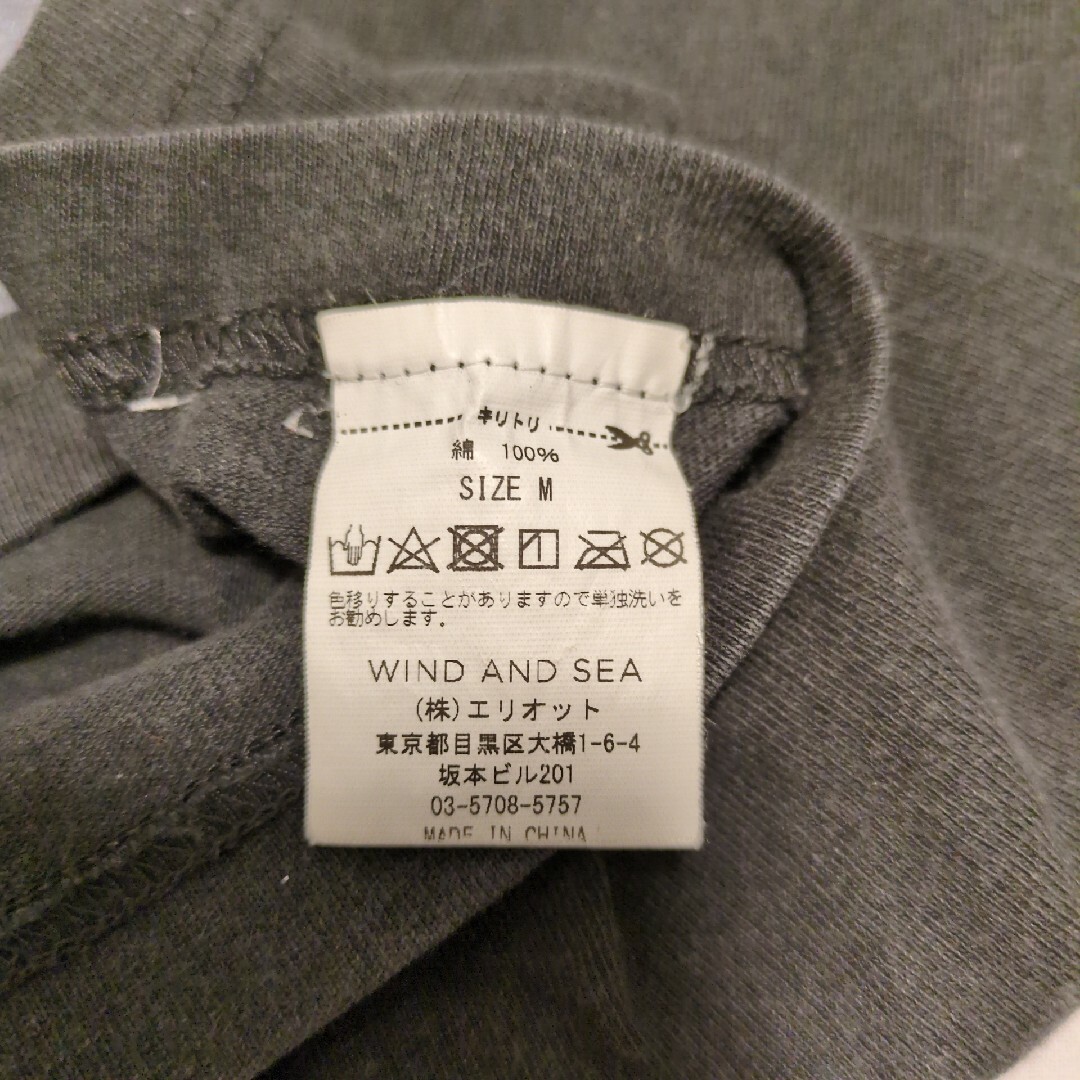 キリトリ
綿 100%
SIZE M
色移りすることがありますので単独洗いを
お勧めします。
WIND AND SEA
(株)エリオット
東京都目黒区大橋1-6-4
坂本ビル201
03-5708-5757
MADE IN CHINA